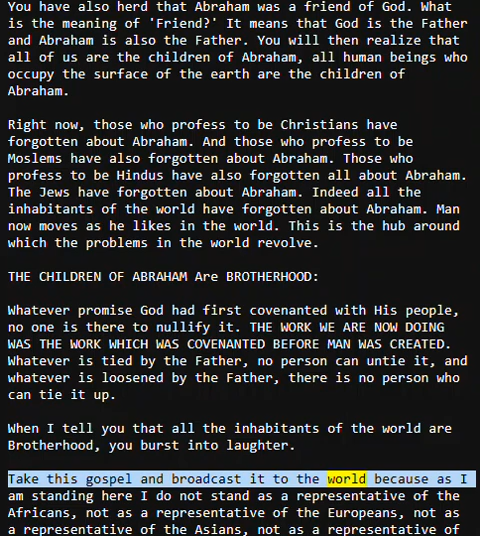 You have also herd that Abraham was a friend of God. What
is the meaning of 'Friend?' It means that God is the Father
and Abraham is also the Father. You will then realize that
all of us are the children of Abraham, all human beings who
occupy the surface of the earth are the children of
Abraham.

Right now, those who profess to be Christians have
forgotten about Abraham. And those who profess to be
Moslems have also forgotten about Abraham. Those who
profess to be Hindus have also forgotten all about Abraham.
The Jews have forgotten about Abraham. Indeed all the
inhabitants of the world have forgotten about Abraham. Man
now moves as he likes in the world. This is the hub around
which the problems in the world revolve.

THE CHILDREN OF ABRAHAM Are BROTHERHOOD:

Whatever promise God had first covenanted with His people,
no one is there to nullify it. THE WORK WE ARE NOW DOING
WAS THE WORK WHICH WAS COVENANTED BEFORE MAN WAS CREATED.
Whatever is tied by the Father, no person can untie it, and
whatever is loosened by the Father, there is no person who
can tie it up.

When I tell you that all the inhabitants of the world are
Brotherhood, you burst into laughter.

Take this gospel and broadcast it to the world because as I
am standing here I do not stand as a representative of the
Africans, not as a representative of the Europeans, not as
a representative of the Asians, not as a representative of